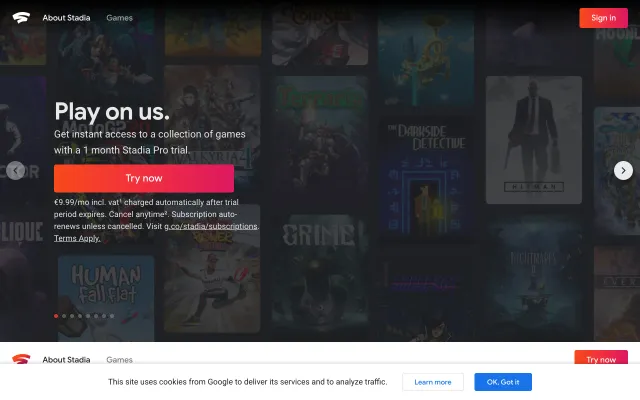 About Stadia
Games
Sign in
Play on us.
Get instant access to a collection of games
with a 1 month Stadia Pro trial.
Try now
€9.99/mo incl. vat¹ charged automatically after trial
period expires. Cancel anytime². Subscription auto-
renews unless cancelled. Visit g.co/stadia/subscriptions.
Terms Apply.
THE DARKSIDE
DETECTIVE
HITMAN
GRIME
HUMAN
Fall Flat
About Stadia
Games
Try now
This site uses cookies from Google to deliver its services and to analyze traffic.
Learn more
OK, Got it